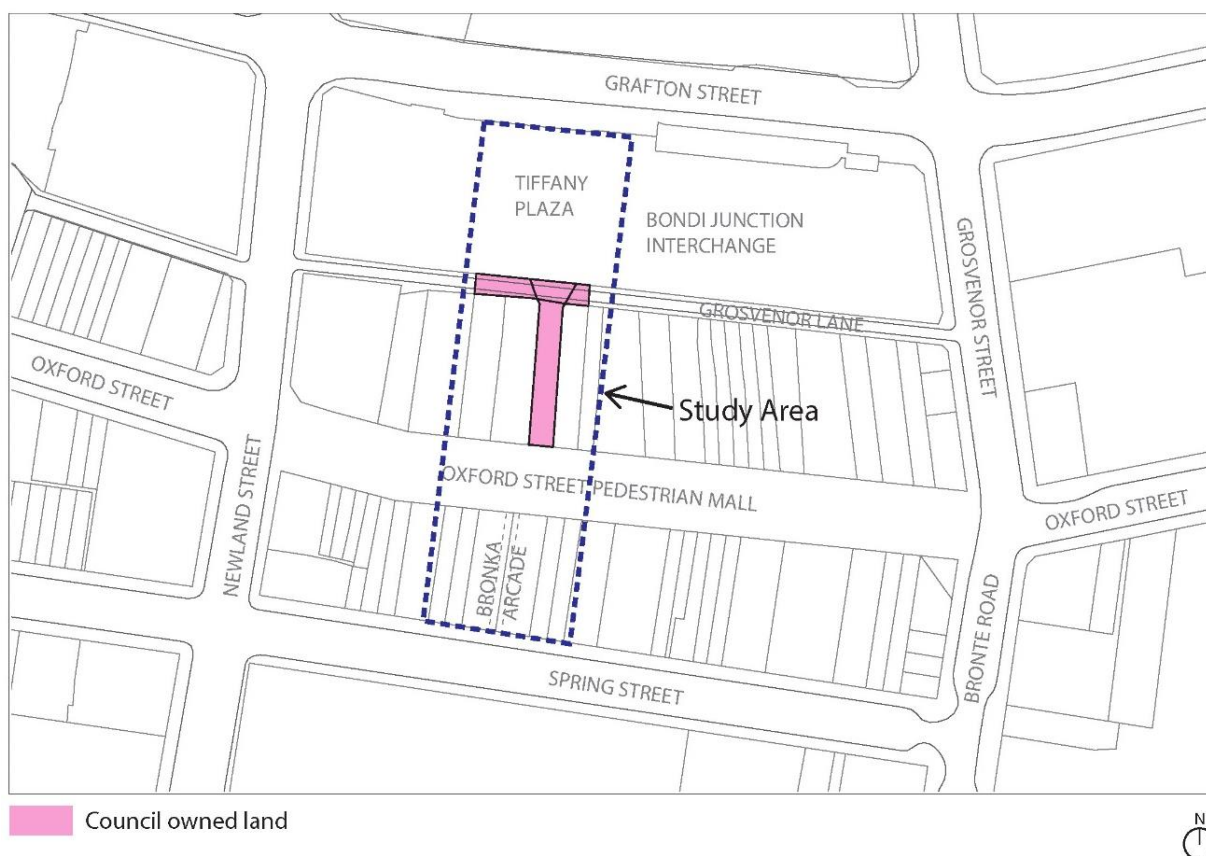 GRAFTON STREET
TIFFANY
PLAZA
BONDI JUNCTION
INTERCHANGE
GROSVENOR STREET
GROSVENOR LANE
OXFORD STREET
Study Area
NEWLAND STREET
OXFORD STREET PEDESTRIAN MALL
OXFORD STREET
BRONKA
ARCADE
BRONTE ROAD
SPRING STREET
Council owned land
N